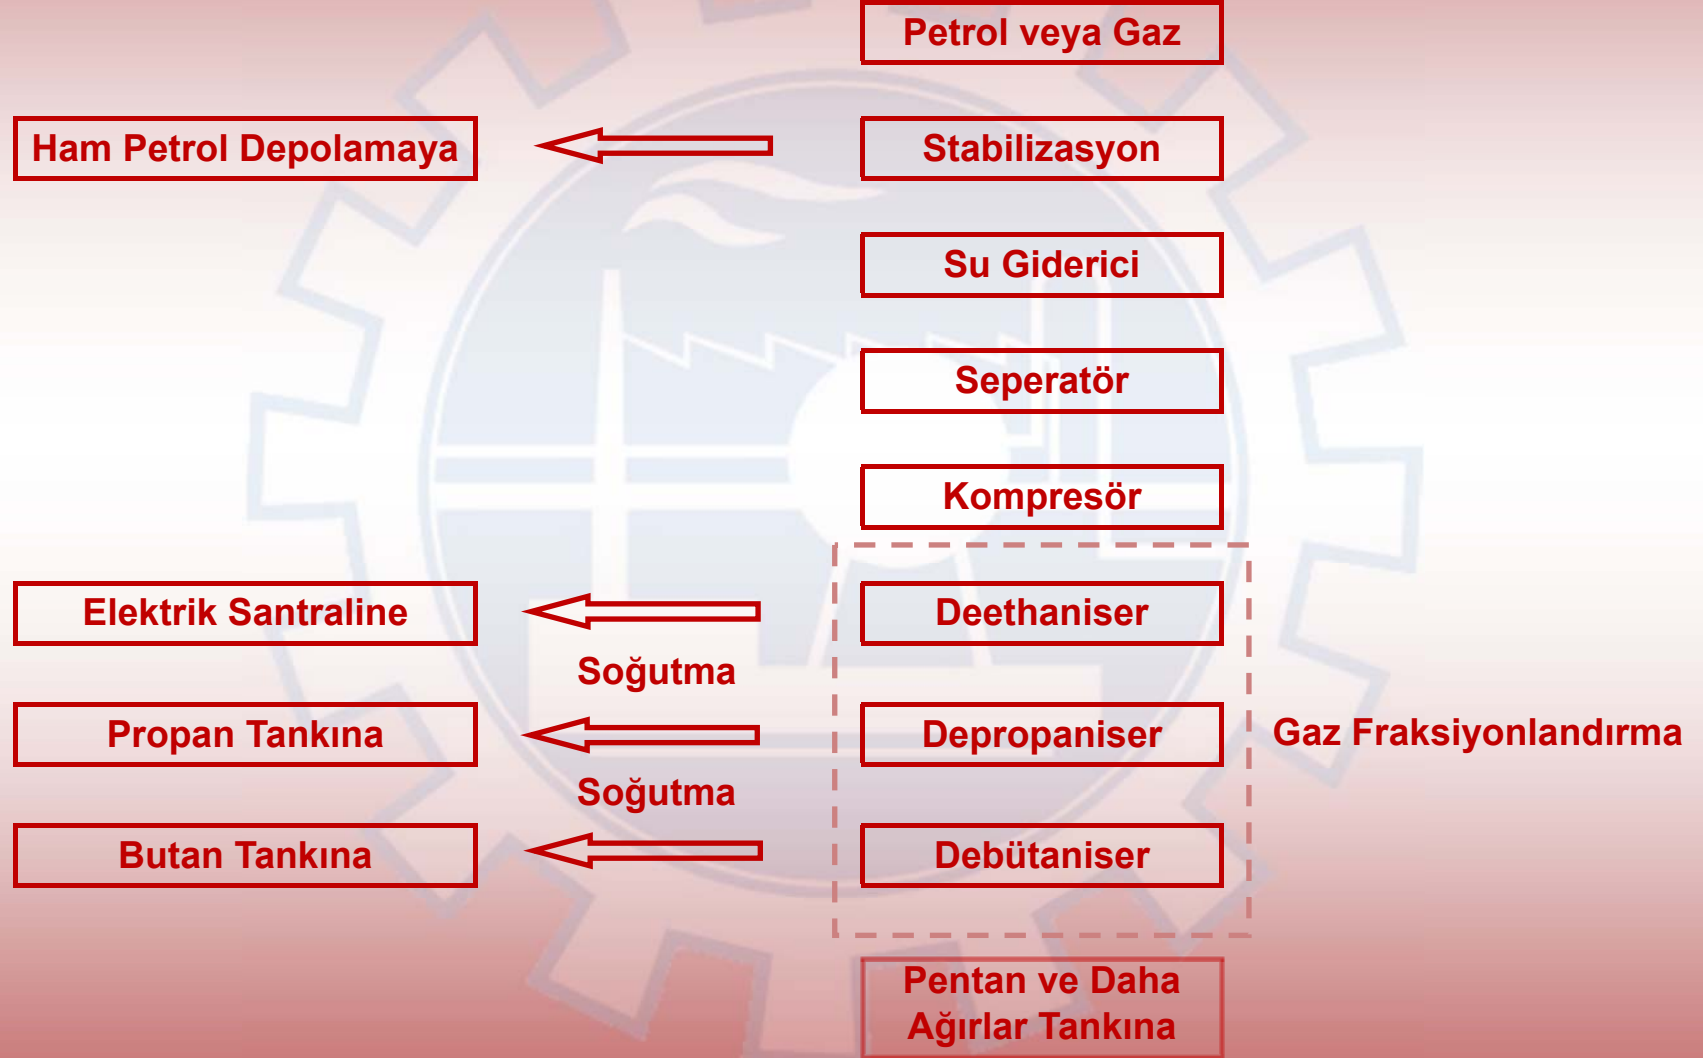 Petrol veya Gaz
Ham Petrol Depolamaya
Stabilizasyon
Su Giderici
Seperatör
Kompresör
Elektrik Santraline
Deethaniser
Soğutma
Propan Tankına
Depropaniser
Gaz Fraksiyonlandırma
Soğutma
Butan Tankına
Debütaniser
Pentan ve Daha
Ağırlar Tankına